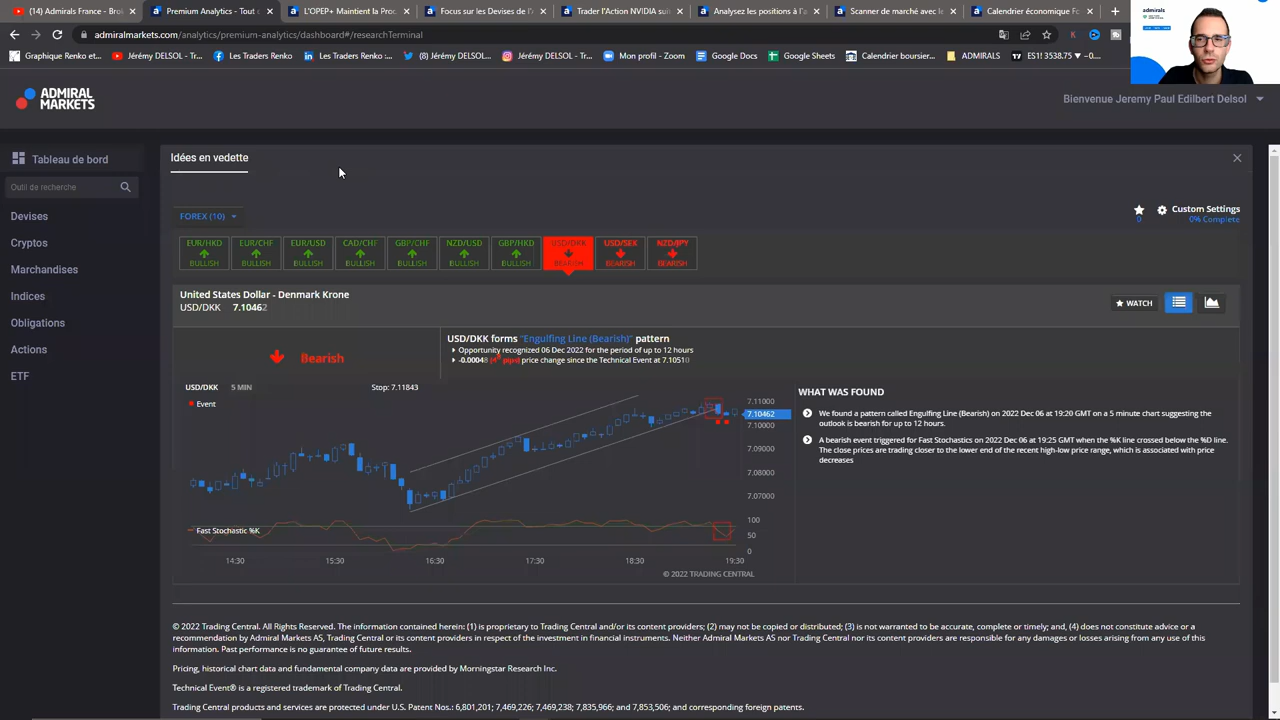 (14) Admirals France - Bro
Premium Analytics - Tout
L'OPEP+ Maintient la Proc
Focus sur les Devises de l'
Trader l'Action NVIDIA sui
Analysez les positions à l'a
Scanner de marché avec le
Calendrier économique Fo
admiralmarkets.com/analytics/premium-analytics/dashboard#/researchTerminal
Graphique Renko et...
Jérémy DELSOL - Tr...
Les Traders Renko
Les Traders Renko :...
(8) Jérémy DELSOL...
Jérémy DELSOL - T...
Mon profil - Zoom
Google Docs
Google Sheets
Calendrier boursier...
ADMIRALS
ES1! 3538.75 ▼ −0....
admirals
ADMIRAL
MARKETS
Bienvenue Jeremy Paul Edilbert Delsol
Tableau de bord
Outil de recherche
Devises
Cryptos
Marchandises
Indices
Obligations
Actions
ETF
Idées en vedette
FOREX (10)
0
Custom Settings
0% Complete
EUR/HKD EUR/CHF EUR/USD CAD/CHF GBP/CHF NZD/USD GBP/HKD USD/DKK USD/SEK NZD/JPY
BULLISH BULLISH BULLISH BULLISH BULLISH BULLISH BULLISH BEARISH BEARISH BEARISH
United States Dollar - Denmark Krone
USD/DKK 7.10462
WATCH
Bearish
USD/DKK forms "Engulfing Line (Bearish)" pattern
Opportunity recognized 06 Dec 2022 for the period of up to 12 hours
-0.00048 (4⁸ pips) price change since the Technical Event at 7.10510
USD/DKK 5 MIN Stop: 7.11843
Event
7.11000
7.10462
7.10000
7.09000
7.08000
7.07000
Fast Stochastic %K
100
50
0
14:30 15:30 16:30 17:30 18:30 19:30
© 2022 TRADING CENTRAL
WHAT WAS FOUND
We found a pattern called Engulfing Line (Bearish) on 2022 Dec 06 at 19:20 GMT on a 5 minute chart suggesting the
outlook is bearish for up to 12 hours.
A bearish event triggered for Fast Stochastics on 2022 Dec 06 at 19:25 GMT when the %K line crossed below the %D line.
The close prices are trading closer to the lower end of the recent high-low price range, which is associated with price
decreases
© 2022 Trading Central. All Rights Reserved. The information contained herein: (1) is proprietary to Trading Central and/or its content providers; (2) may not be copied or distributed; (3) is not warranted to be accurate, complete or timely; and, (4) does not constitute advice or a
recommendation by Admiral Markets AS, Trading Central or its content providers in respect of the investment in financial instruments. Neither Admiral Markets AS nor Trading Central nor its content providers are responsible for any damages or losses arising from any use of this
information. Past performance is no guarantee of future results.
Pricing, historical chart data and fundamental company data are provided by Morningstar Research Inc.
Technical Event® is a registered trademark of Trading Central.
Trading Central products and services are protected under U.S. Patent Nos.: 6,801,201; 7,469,226; 7,469,238; 7,835,966; and 7,853,506; and corresponding foreign patents.